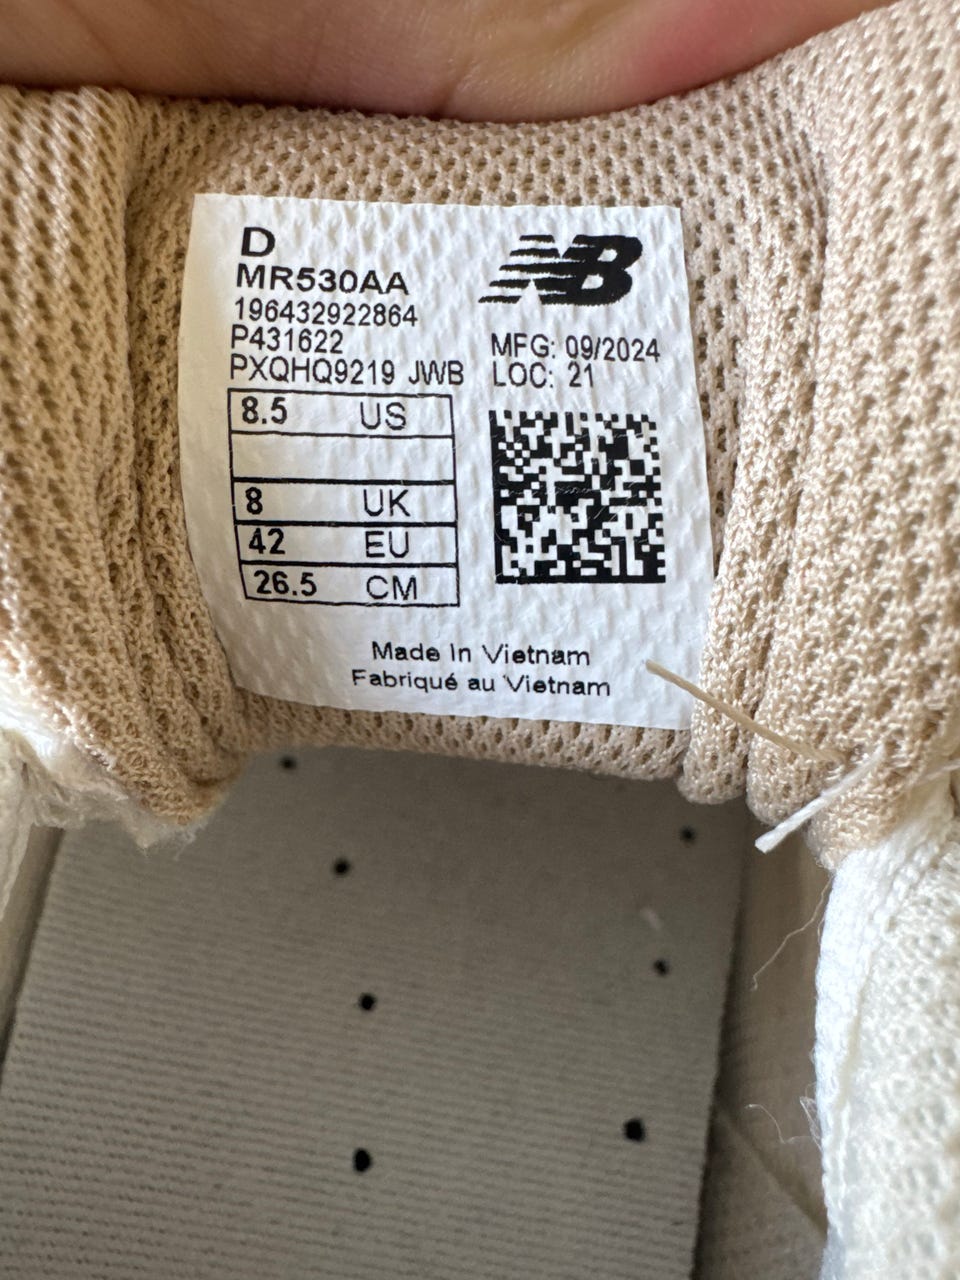 D
MR530AA
196432922864
P431622
PXQHQ9219 JWB
NB
MFG: 09/2024
LOC: 21
8.5 US
8 UK
42 EU
26.5 CM
Made In Vietnam
Fabriqué au Vietnam